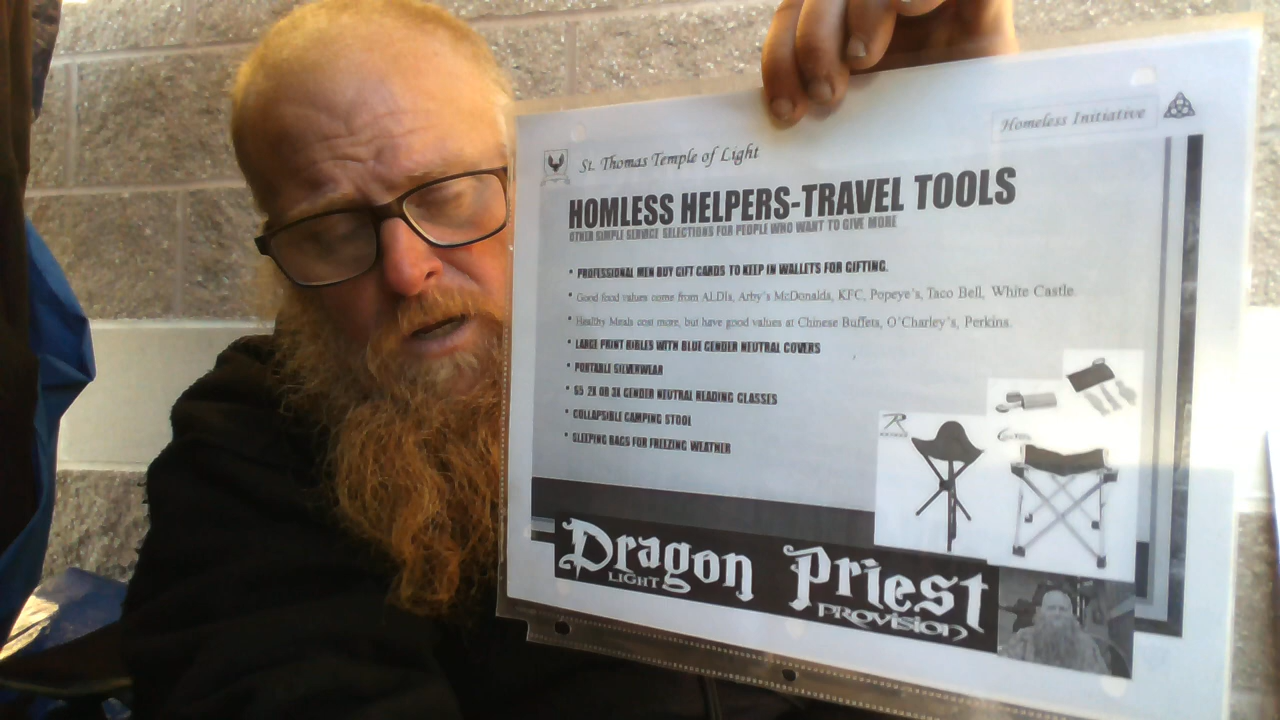 Homeless Initiative
St. Thomas Temple of Light
HOMLESS HELPERS-TRAVEL TOOLS
OTHER SIMPLE SERVICE SELECTIONS FOR PEOPLE WHO WANT TO GIVE MORE
• PROFESSIONAL MEN BUY GIFT CARDS TO KEEP IN WALLETS FOR GIFTING.
• Good food values come from ALDIs, Arby's McDonalds, KFC, Popeye's, Taco Bell, White Castle
• Healthy Meals cost more, but have good values at Chinese Buffets, O'Charley's, Perkins.
• LARGE PRINT BIBLES WITH BLUE GENDER NEUTRAL COVERS
• PORTABLE SILVERWEAR
• $5 2X OR 3X GENDER NEUTRAL READING GLASSES
• COLLAPSIBLE CAMPING STOOL
• SLEEPING BAGS FOR FREEZING WEATHER
R
Dragon Priest
LIGHT PROVISION